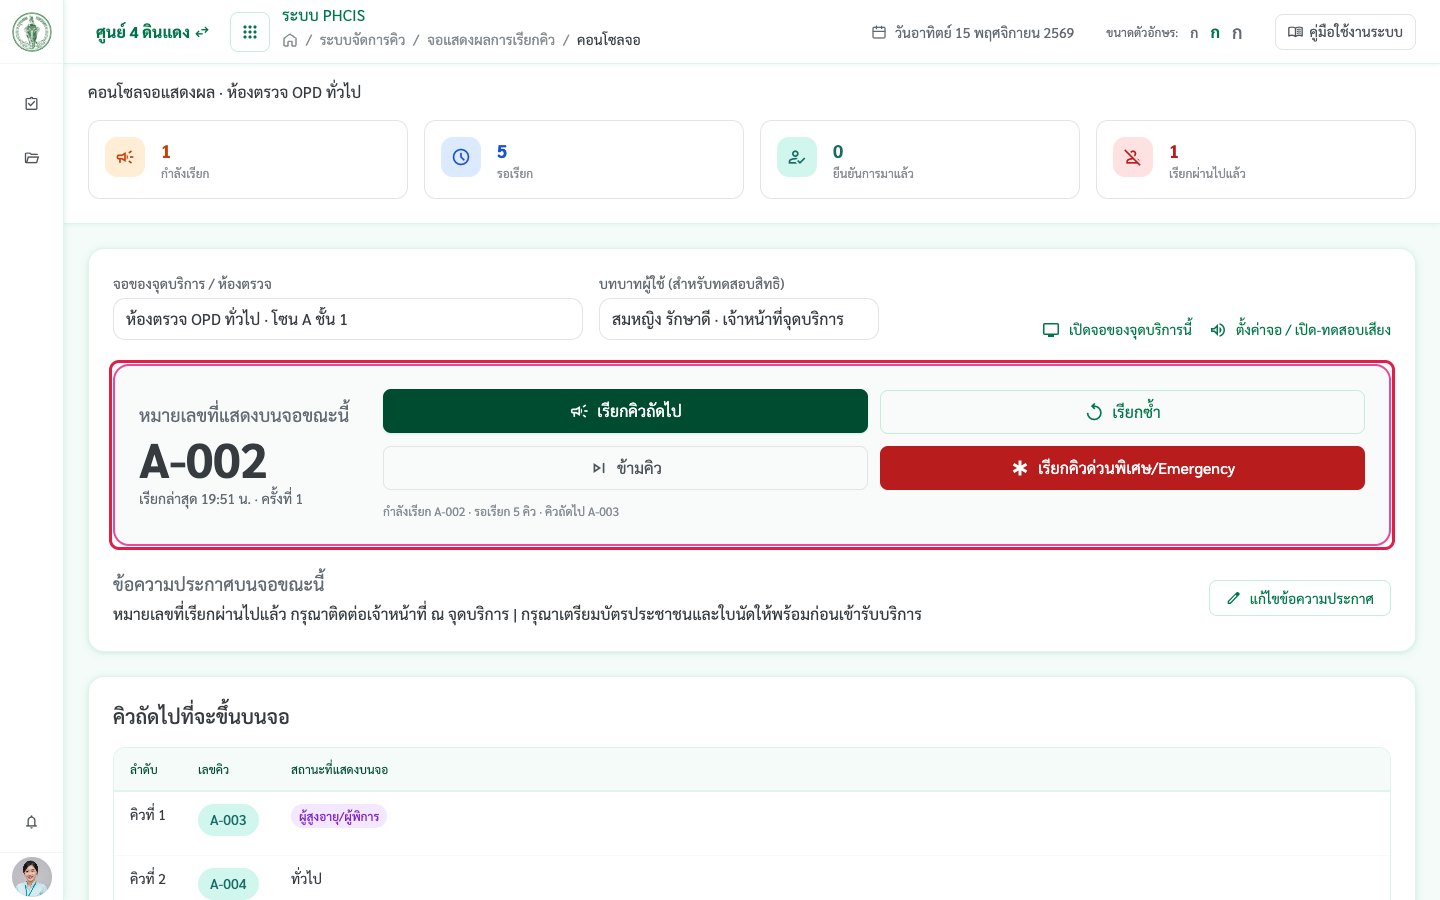 ศูนย์ 4 ดินแดง
ระบบ PHCIS
/ ระบบจัดการคิว / จอแสดงผลการเรียกคิว / คอนโซลจอ
วันอาทิตย์ 15 พฤศจิกายน 2569
ขนาดตัวอักษร: ก ก ก
คู่มือใช้งานระบบ
คอนโซลจอแสดงผล · ห้องตรวจ OPD ทั่วไป
1
กำลังเรียก
5
รอเรียก
0
ยืนยันการมาแล้ว
1
เรียกผ่านไปแล้ว
จอของจุดบริการ / ห้องตรวจ
ห้องตรวจ OPD ทั่วไป · โซน A ชั้น 1
บทบาทผู้ใช้ (สำหรับทดสอบสิทธิ)
สมหญิง รักษาดี · เจ้าหน้าที่จุดบริการ
เปิดจอของจุดบริการนี้
ตั้งค่าจอ / เปิด-ทดสอบเสียง
หมายเลขที่แสดงบนจอขณะนี้
A-002
เรียกล่าสุด 19:51 น. · ครั้งที่ 1
เรียกคิวถัดไป
เรียกซ้ำ
ข้ามคิว
เรียกคิวด่วนพิเศษ/Emergency
กำลังเรียก A-002 · รอเรียก 5 คิว · คิวถัดไป A-003
ข้อความประกาศบนจอขณะนี้
หมายเลขที่เรียกผ่านไปแล้ว กรุณาติดต่อเจ้าหน้าที่ ณ จุดบริการ | กรุณาเตรียมบัตรประชาชนและใบนัดให้พร้อมก่อนเข้ารับบริการ
แก้ไขข้อความประกาศ
คิวถัดไปที่จะขึ้นบนจอ
ลำดับ เลขคิว สถานะที่แสดงบนจอ
คิวที่ 1 A-003 ผู้สูงอายุ/ผู้พิการ
คิวที่ 2 A-004 ทั่วไป